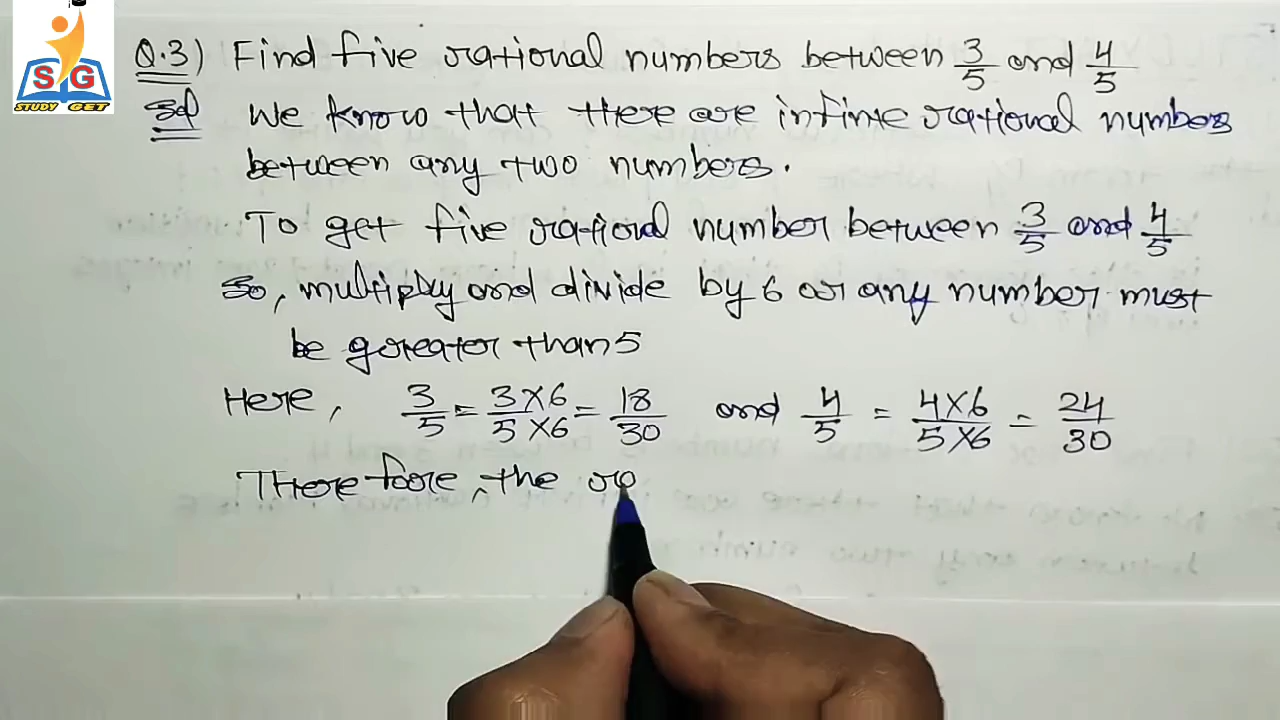 SG
STUDY GET
Q.3) Find five rational numbers between 3/5 and 4/5
Sol We know that there are infinte rational numbers
between any two numbers.
To get five rational number between 3/5 and 4/5
So, multiply and divide by 6 or any number must
be greater than 5
Here, 3/5 = 3×6/5×6 = 18/30 and 4/5 = 4×6/5×6 = 24/30
Therefore, the ra